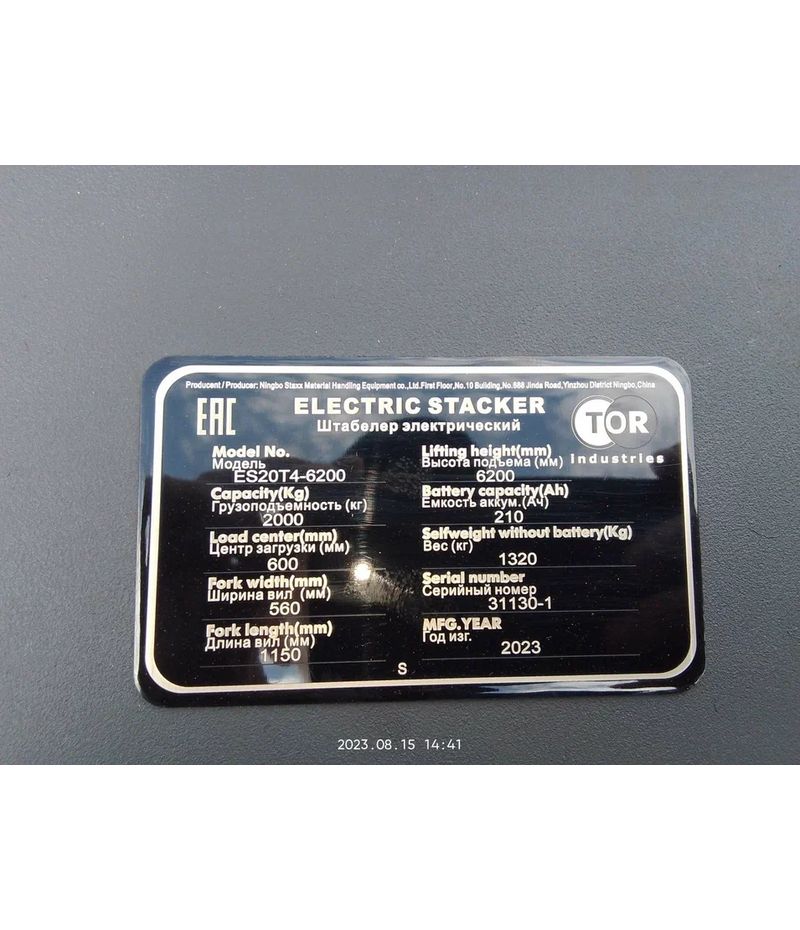 Producent / Producer: Ningbo Staxx Material Handling Equipment co.,Ltd.First Floor,No.10 Building,No.688 Jinda Road,Yinzhou District Ningbo,China
EAC
ELECTRIC STACKER
Штабелер электрический
TOR
Industries
Model No.
Модель
ES20T4-6200
Capacity(Kg)
Грузоподъемность (кг)
2000
Load center(mm)
Центр загрузки (мм)
600
Fork width(mm)
Ширина вил (мм)
560
Fork length(mm)
Длина вил (мм)
1150
Lifting height(mm)
Высота подъема (мм)
6200
Battery capacity(Ah)
Емкость аккум.(Ач)
210
Selfweight without battery(Kg)
Вес (кг)
1320
Serial number
Серийный номер
31130-1
MFG.YEAR
Год изг.
2023
S
2023.08.15 14:41